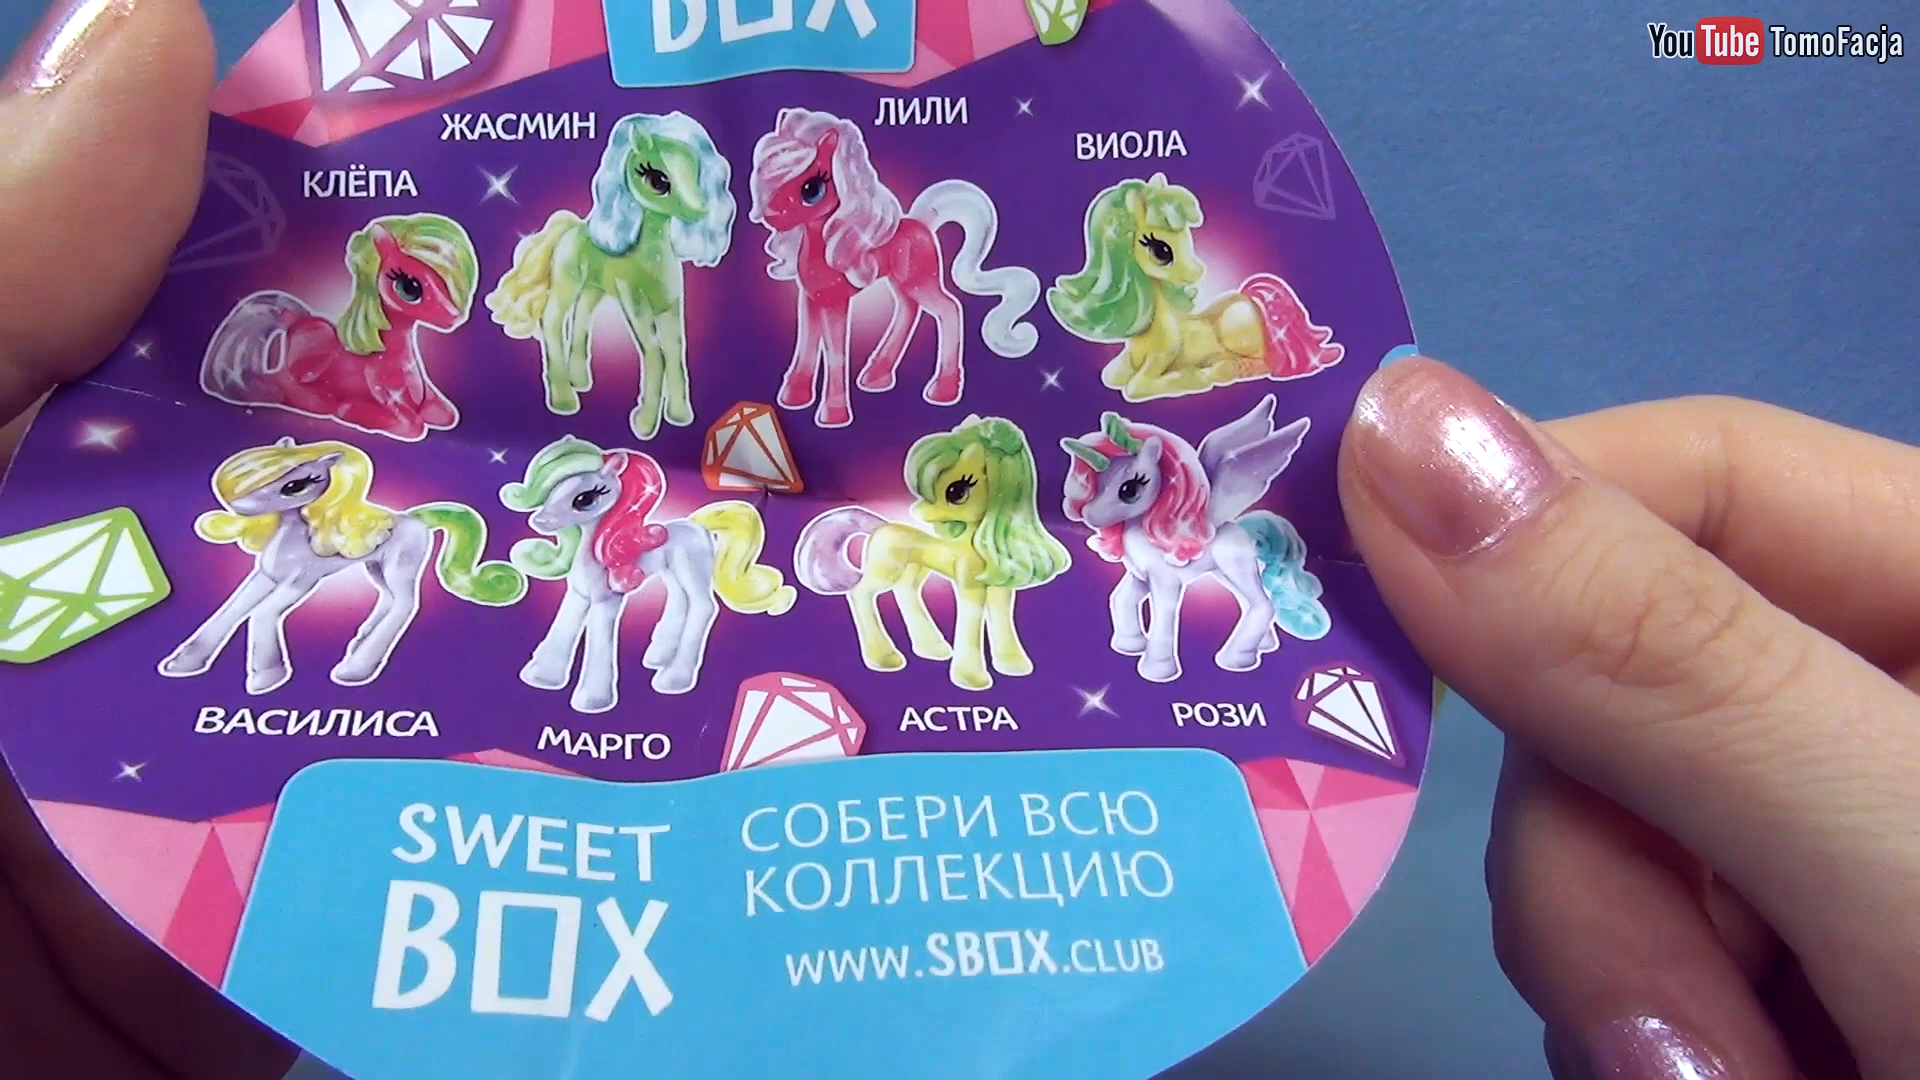 YouTube TomoFacja
BOX
ЖАСМИН
ЛИЛИ
ВИОЛА
КЛЁПА
ВАСИЛИСА
МАРГО
АСТРА
РОЗИ
SWEET
BOX
СОБЕРИ ВСЮ
КОЛЛЕКЦИЮ
WWW.SBOX.CLUB